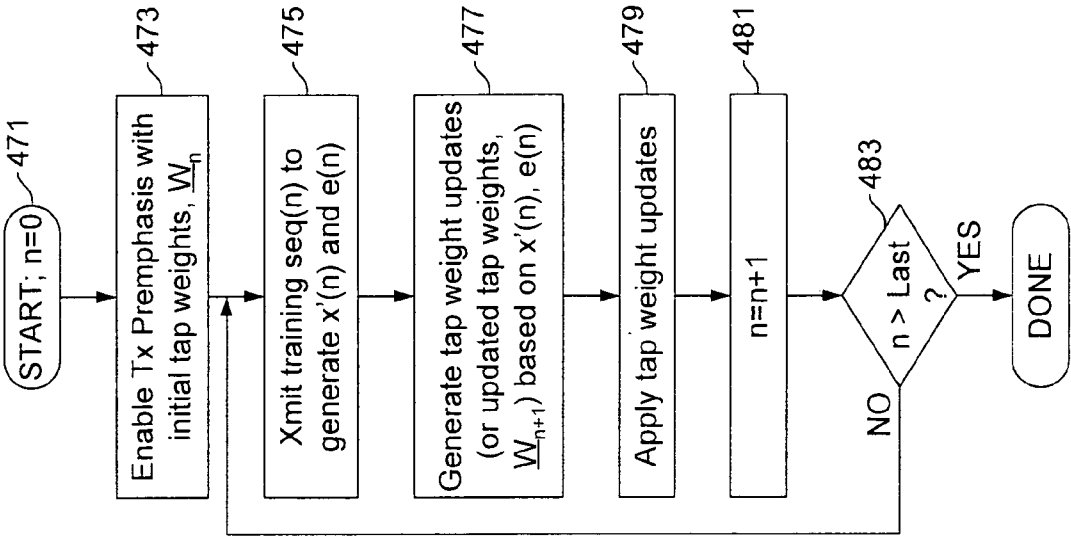 START; n=0
471
Enable Tx Premphasis with
initial tap weights, W_n
473
Xmit training seq(n) to
generate x'(n) and e(n)
475
Generate tap weight updates
(or updated tap weights,
W_{n+1}) based on x'(n), e(n)
477
Apply tap weight updates
479
n=n+1
481
n > Last
?
483
NO
YES
DONE